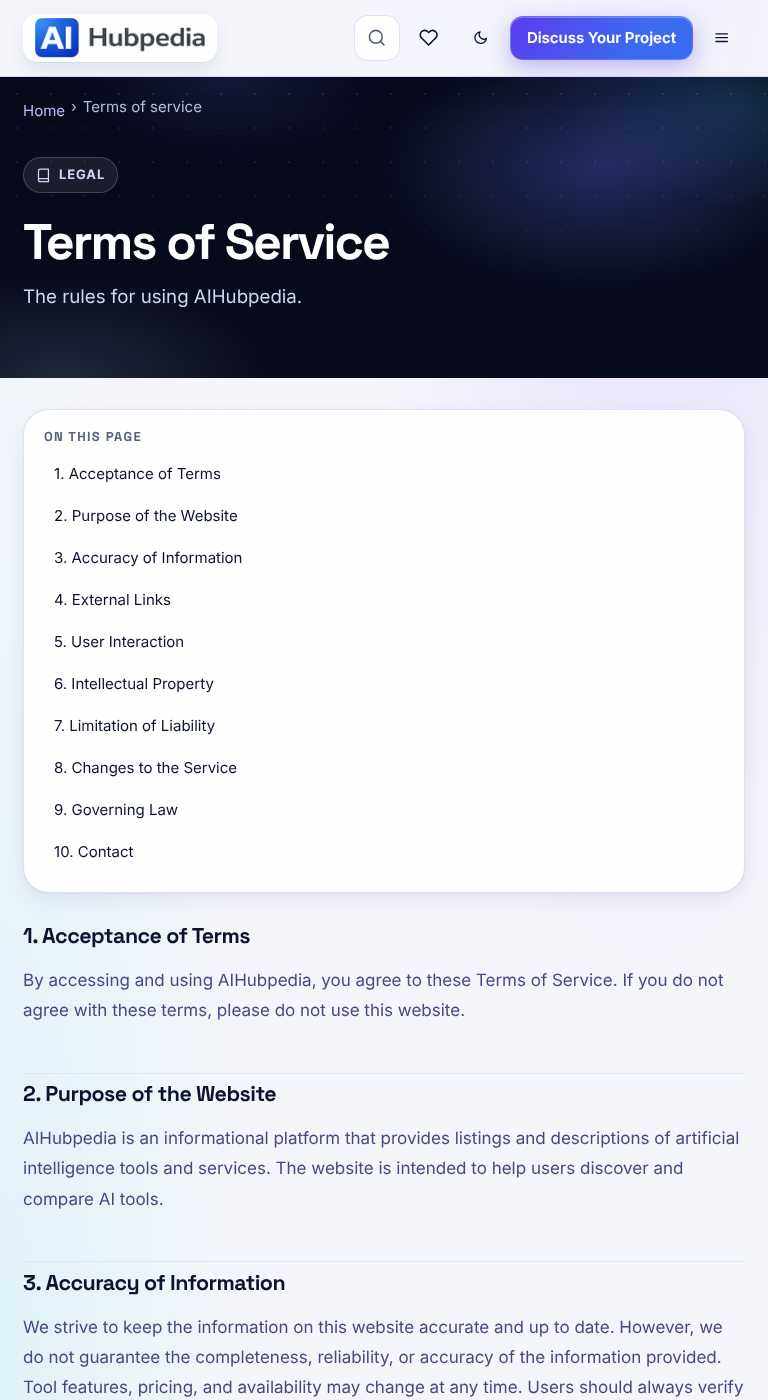 AI Hubpedia
Discuss Your Project
Home › Terms of service
LEGAL
Terms of Service
The rules for using AIHubpedia.
ON THIS PAGE
1. Acceptance of Terms
2. Purpose of the Website
3. Accuracy of Information
4. External Links
5. User Interaction
6. Intellectual Property
7. Limitation of Liability
8. Changes to the Service
9. Governing Law
10. Contact
1. Acceptance of Terms
By accessing and using AIHubpedia, you agree to these Terms of Service. If you do not
agree with these terms, please do not use this website.
2. Purpose of the Website
AIHubpedia is an informational platform that provides listings and descriptions of artificial
intelligence tools and services. The website is intended to help users discover and
compare AI tools.
3. Accuracy of Information
We strive to keep the information on this website accurate and up to date. However, we
do not guarantee the completeness, reliability, or accuracy of the information provided.
Tool features, pricing, and availability may change at any time. Users should always verify